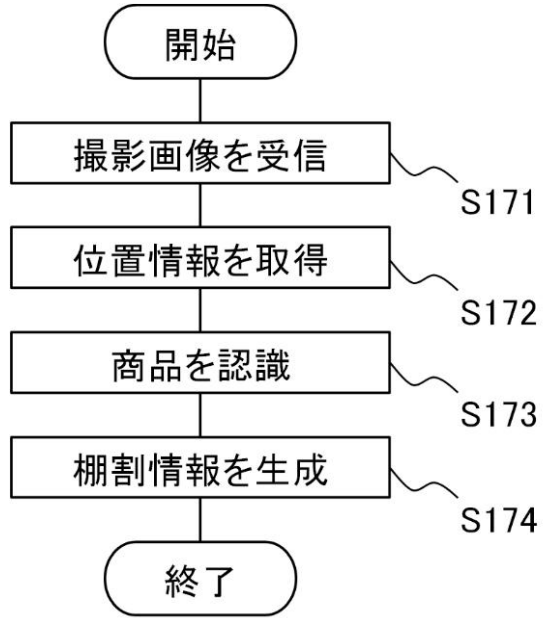 開始
撮影画像を受信
S171
位置情報を取得
S172
商品を認識
S173
棚割情報を生成
S174
終了